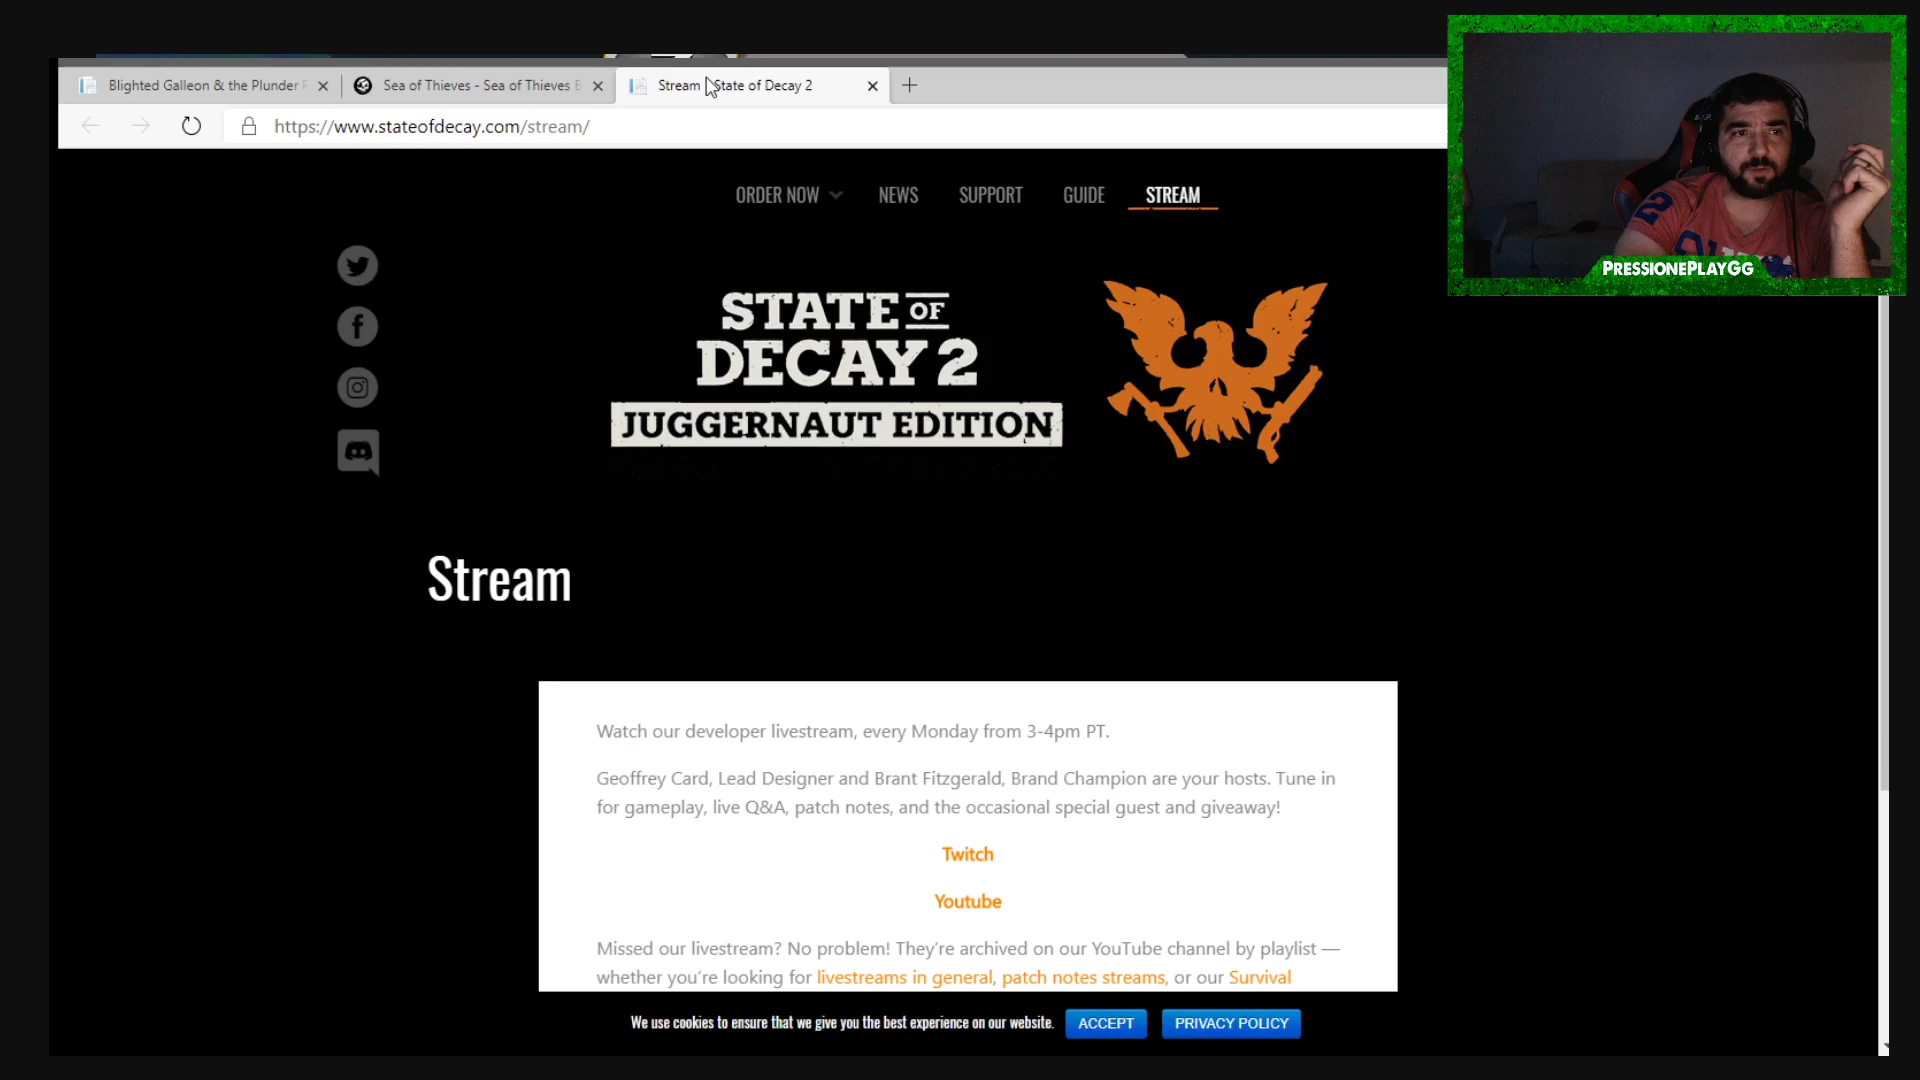 Blighted Galleon & the Plunder
Sea of Thieves - Sea of Thieves
Stream State of Decay 2
https://www.stateofdecay.com/stream/
ORDER NOW NEWS SUPPORT GUIDE STREAM
PRESSIONEPLAYGG
STATE OF
DECAY 2
JUGGERNAUT EDITION
Stream
Watch our developer livestream, every Monday from 3-4pm PT.
Geoffrey Card, Lead Designer and Brant Fitzgerald, Brand Champion are your hosts. Tune in
for gameplay, live Q&A, patch notes, and the occasional special guest and giveaway!
Twitch
Youtube
Missed our livestream? No problem! They're archived on our YouTube channel by playlist —
whether you're looking for livestreams in general, patch notes streams, or our Survival
We use cookies to ensure that we give you the best experience on our website. ACCEPT PRIVACY POLICY